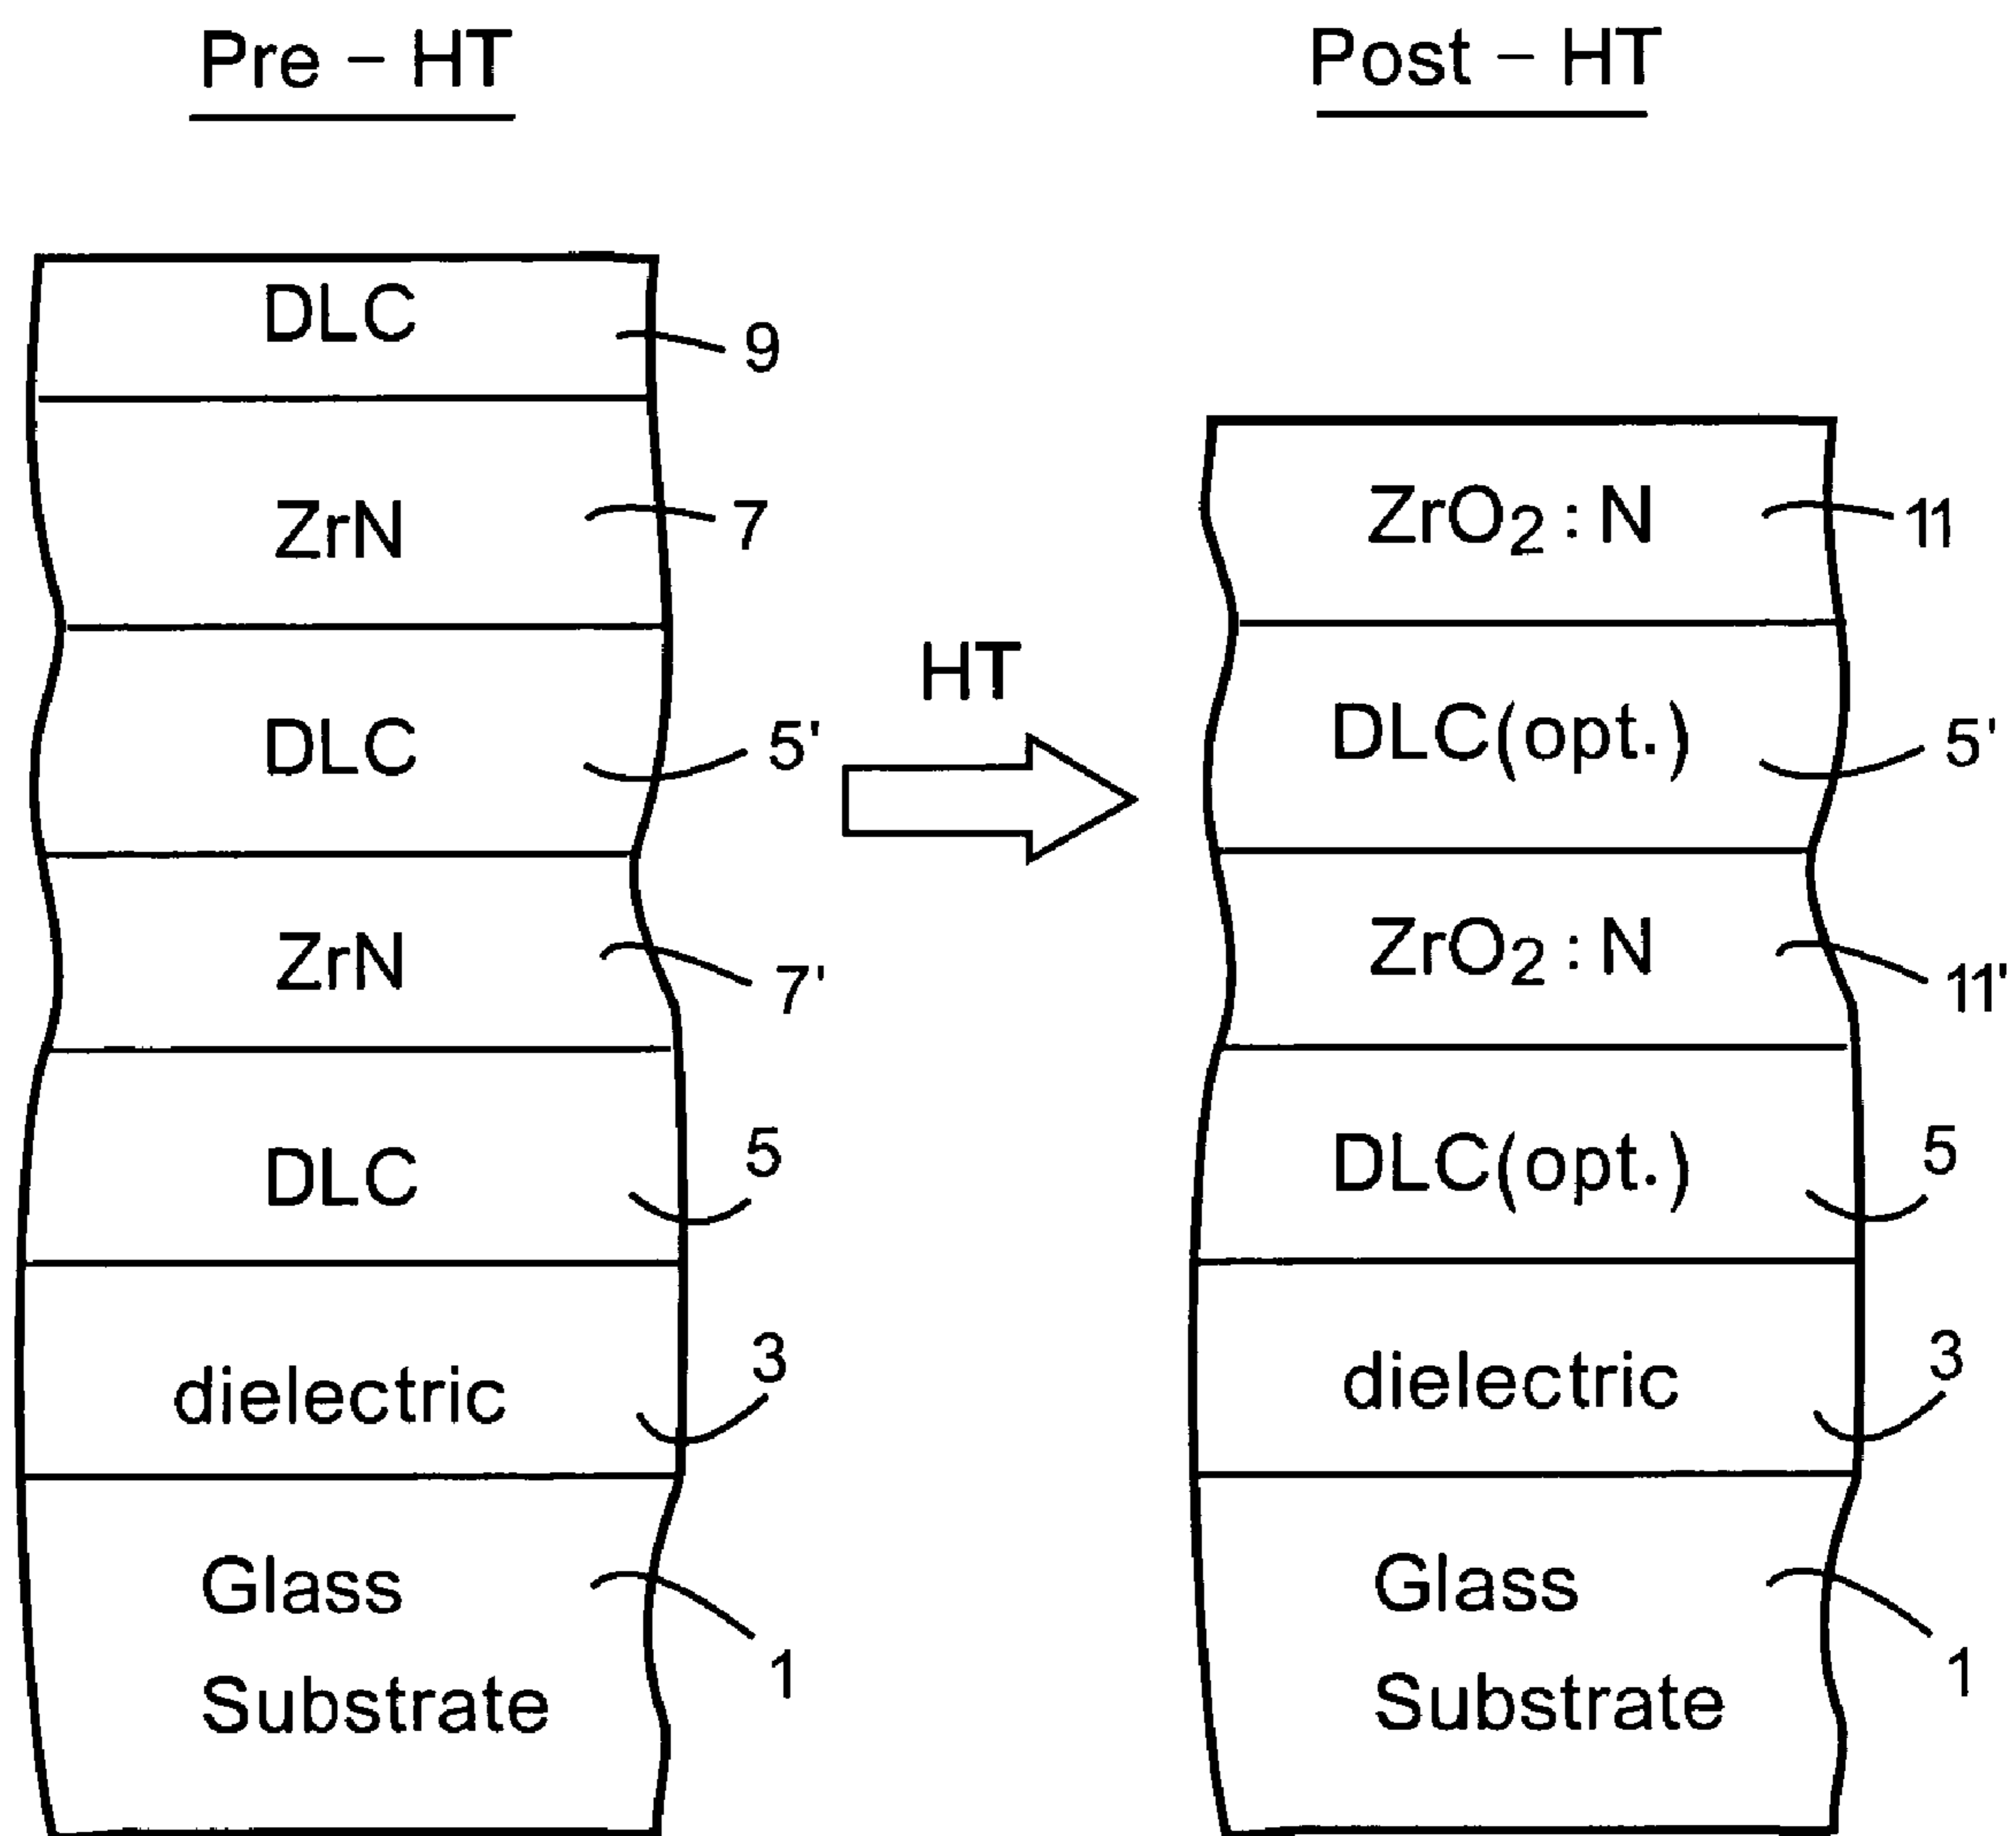 Pre – HT
DLC
9
ZrN
7
DLC
5'
ZrN
7'
DLC
5
dielectric
3
Glass
Substrate
1
HT
Post – HT
ZrO2 : N
11
DLC(opt.)
5'
ZrO2 : N
11'
DLC(opt.)
5
dielectric
3
Glass
Substrate
1